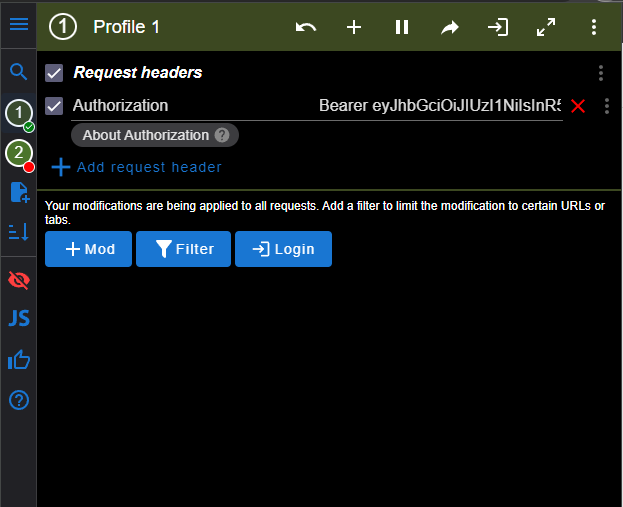 1 Profile 1
Request headers
1
Authorization Bearer eyJhbGciOiJIUzI1NiIsInR5
2
About Authorization ?
Add request header
Your modifications are being applied to all requests. Add a filter to limit the modification to certain URLs or
tabs.
Mod Filter Login
JS
?